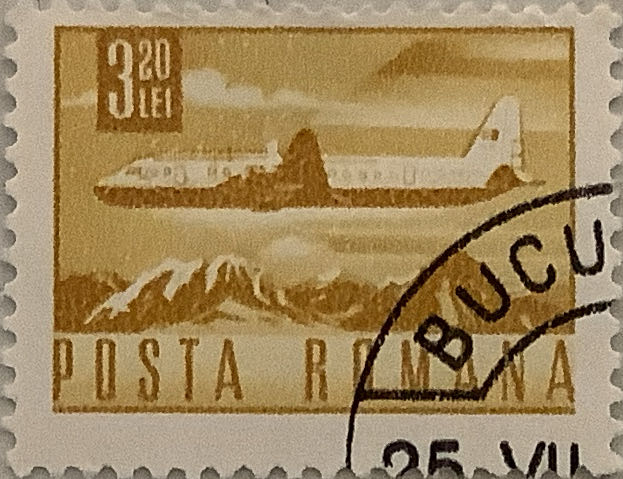 3 20
LEI
POSTA ROMANA
BUCU
25. VII